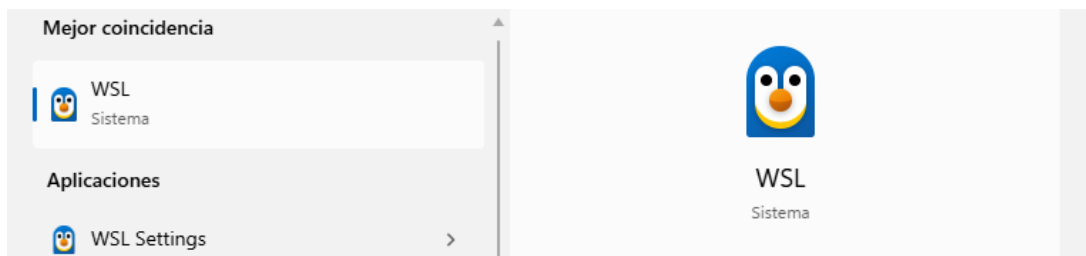 Mejor coincidencia
WSL
Sistema
Aplicaciones
WSL Settings
WSL
Sistema